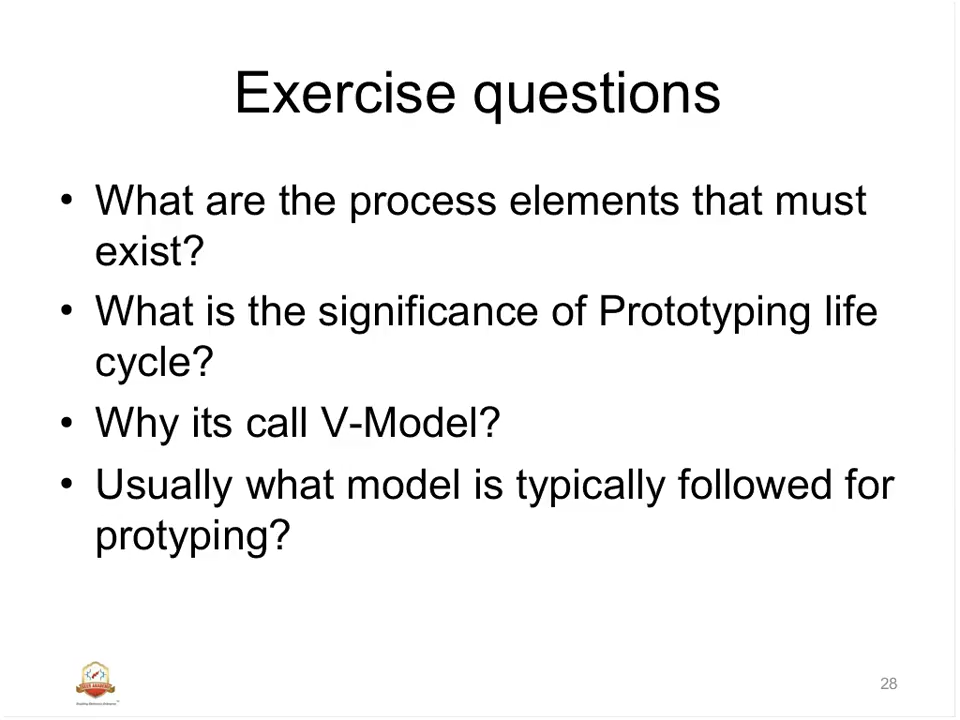 Exercise questions
• What are the process elements that must
exist?
• What is the significance of Prototyping life
cycle?
• Why its call V-Model?
• Usually what model is typically followed for
protyping?
28